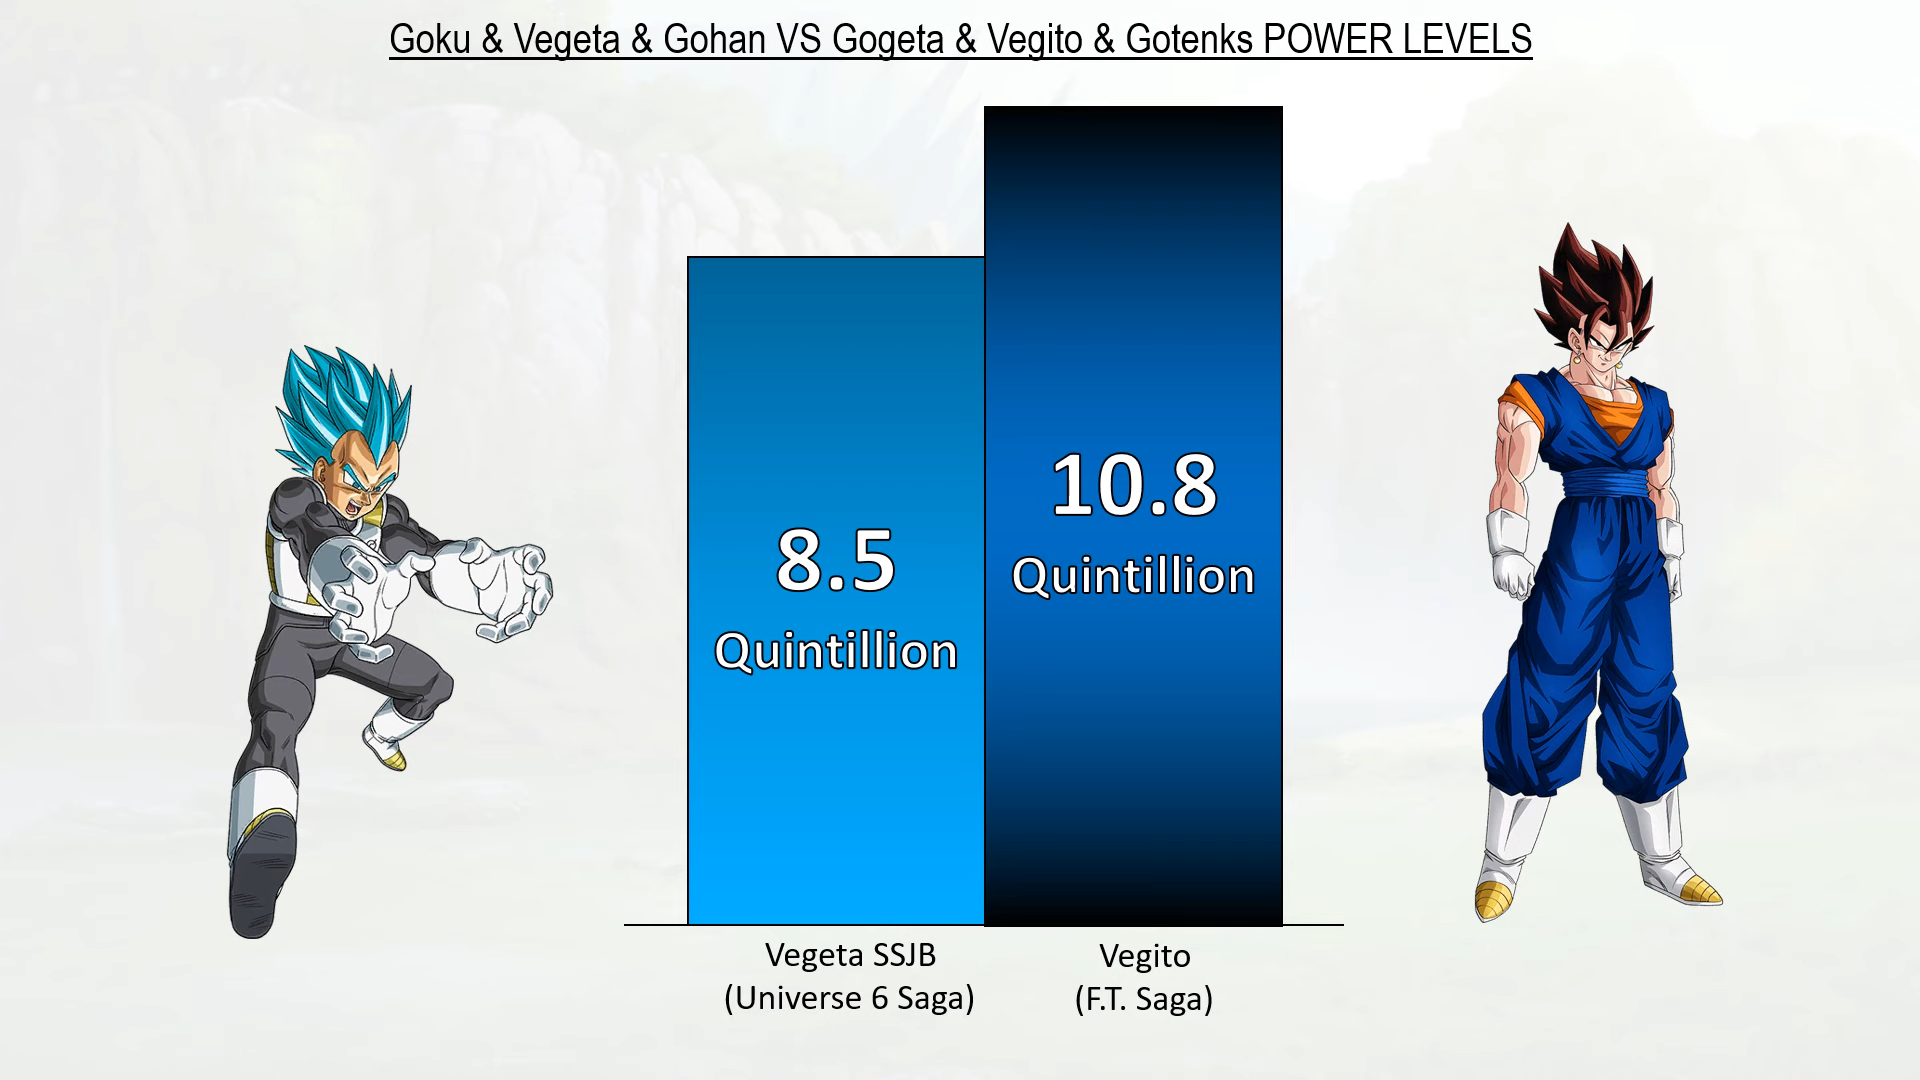 Goku & Vegeta & Gohan VS Gogeta & Vegito & Gotenks POWER LEVELS
8.5
Quintillion
10.8
Quintillion
Vegeta SSJB
(Universe 6 Saga)
Vegito
(F.T. Saga)